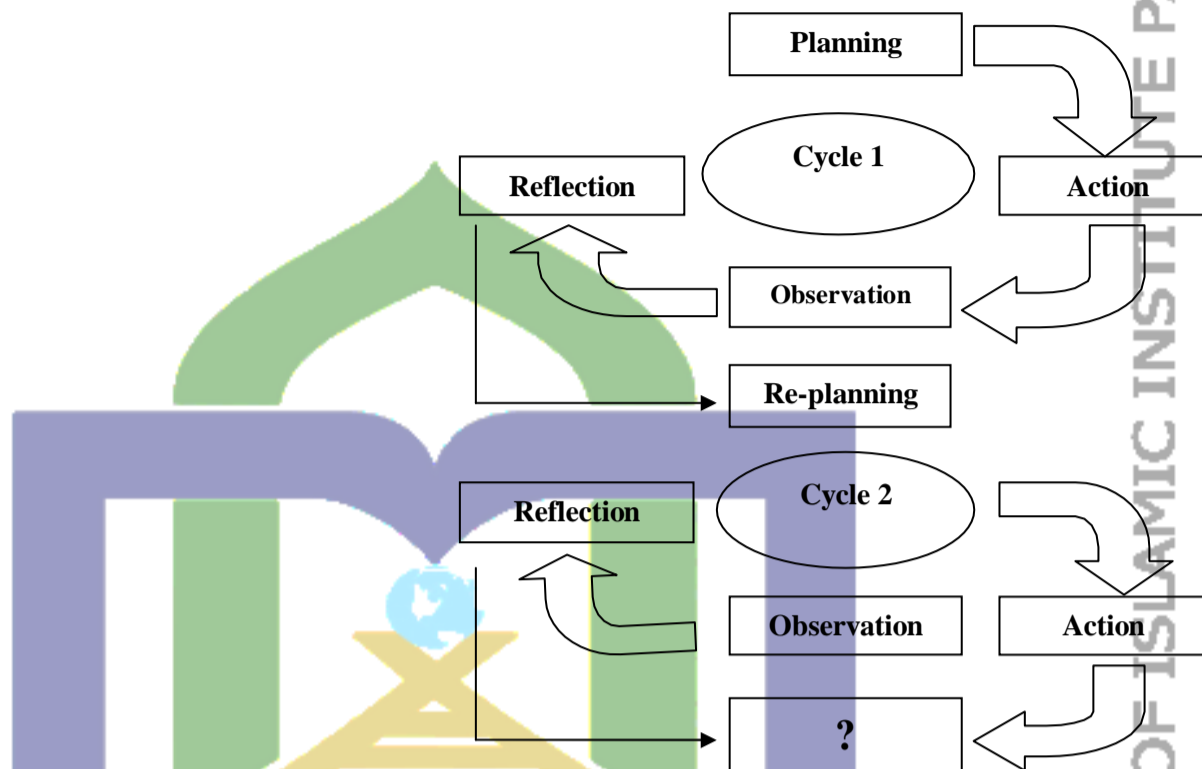 Planning
Cycle 1
Reflection
Action
Observation
Re-planning
Cycle 2
Reflection
Observation
Action
?
OF ISLAMIC INSTITUTE